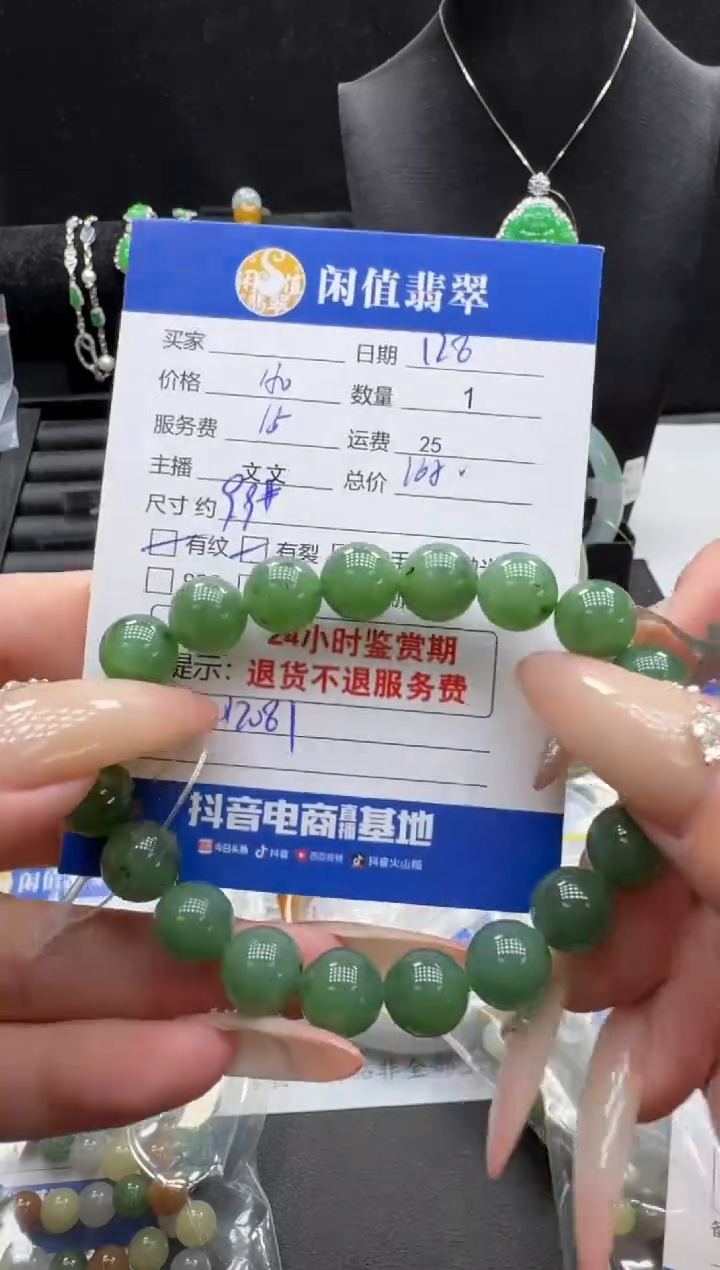 闲值翡翠
买家 日期 128
价格 数量 1
服务费 15 运费 25
主播 文文 总价 168
尺寸 约 99#
有纹 有裂
24小时鉴赏期
提示：退货不退服务费
12081
抖音电商直播基地
今日头条 抖音 西瓜视频 抖音火山版